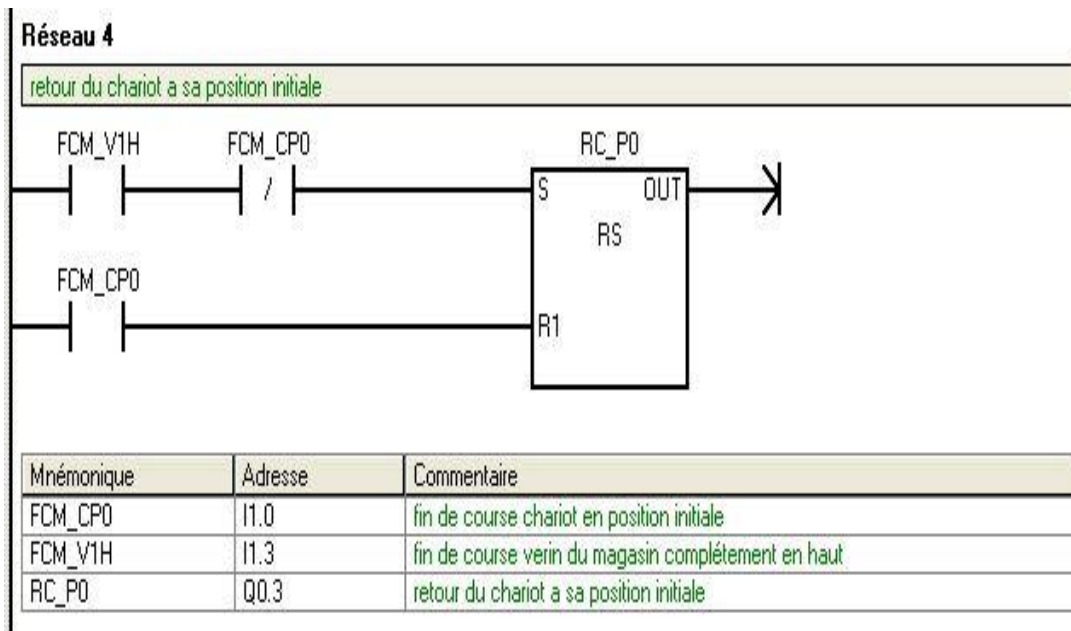 Réseau 4
retour du chariot a sa position initiale
FCM_V1H FCM_CP0 RC_P0
/ S OUT
RS
FCM_CP0
R1
Mnémonique Adresse Commentaire
FCM_CP0 I1.0 fin de course chariot en position initiale
FCM_V1H I1.3 fin de course verin du magasin complétement en haut
RC_P0 Q0.3 retour du chariot a sa position initiale